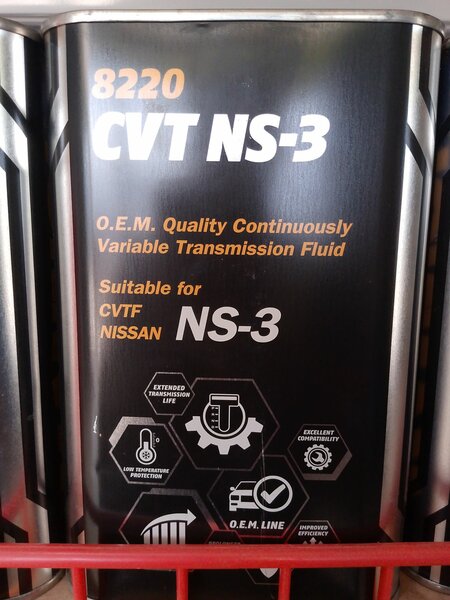 8220
CVT NS-3
O.E.M. Quality Continuously
Variable Transmission Fluid
Suitable for
CVTF
NISSAN NS-3
EXTENDED
TRANSMISSION
LIFE
EXCELLENT
COMPATIBILITY
LOW TEMPERATURE
PROTECTION
O.E.M. LINE
IMPROVED
EFFICIENCY